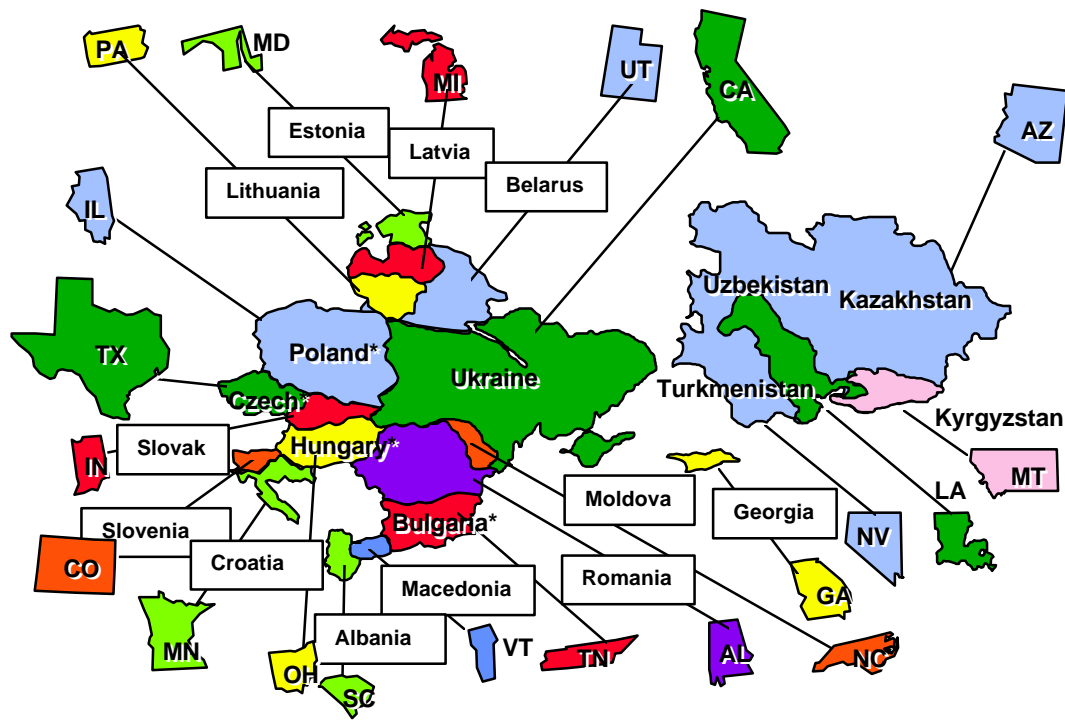 PA
MD
MI
UT
CA
AZ
Estonia
Latvia
Belarus
Lithuania
IL
Uzbekistan
Kazakhstan
TX
Poland*
Ukraine
Czech*
Turkmenistan
Kyrgyzstan
Slovak
Hungary*
IN
MT
LA
Moldova
Georgia
Slovenia
Bulgaria*
NV
CO
Croatia
Macedonia
Romania
GA
Albania
MN
VT
TN
AL
NC
OH
SC